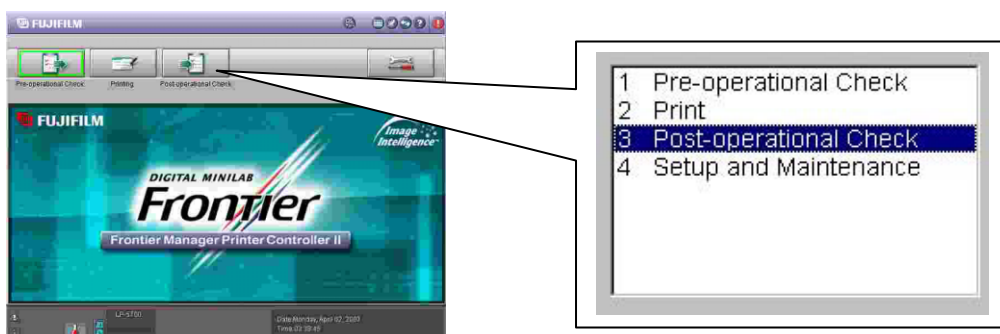 FUJIFILM
Pre-operational Check
Printing
Post-operational Check
FUJIFILM
Image
Intelligence
DIGITAL MINILAB
Frontier
Frontier Manager Printer Controller II
LP-5700
Date Monday, April 02, 2001
1 Pre-operational Check
2 Print
3 Post-operational Check
4 Setup and Maintenance